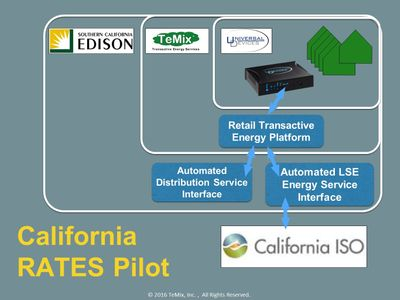 SOUTHERN CALIFORNIA
EDISON
TeMix
Transactive Energy Services
UNIVERSAL
DEVICES
Retail Transactive
Energy Platform
Automated
Distribution Service
Interface
Automated LSE
Energy Service
Interface
California ISO
California
RATES Pilot
© 2016 TeMix, Inc. , All Rights Reserved.